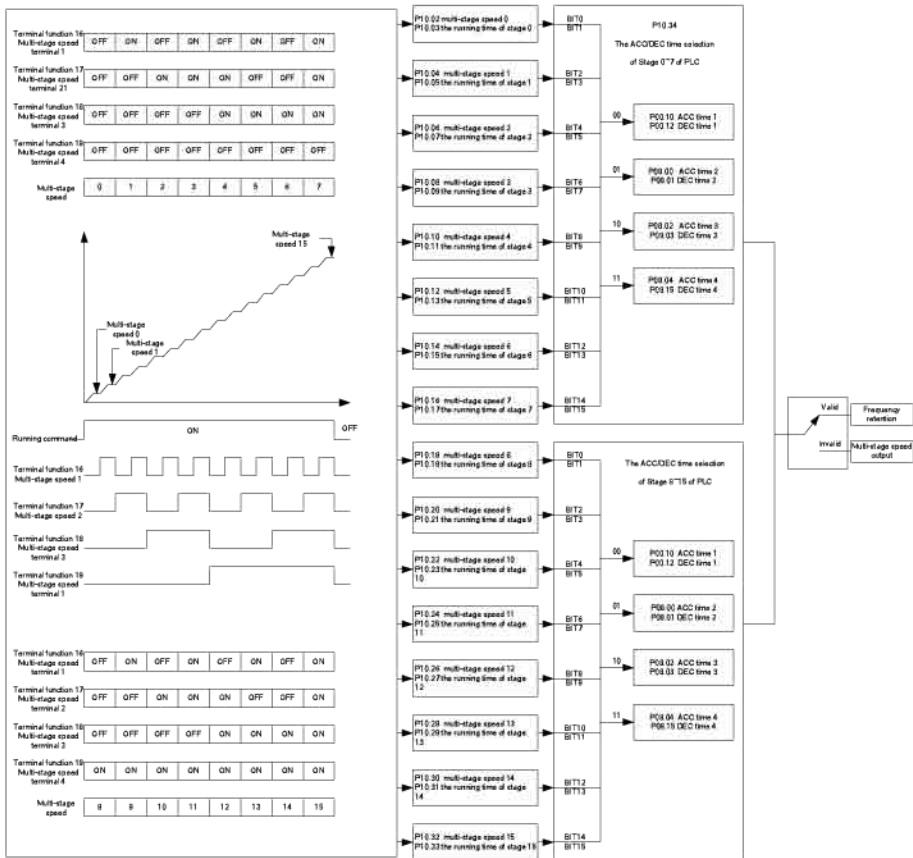 Terminal function 16
Multi-stage speed
terminal 1
OFF ON OFF ON OFF ON OFF ON
Terminal function 17
Multi-stage speed
terminal 21
OFF OFF ON ON OFF OFF ON
Terminal function 18
Multi-stage speed
terminal 3
OFF OFF OFF OFF ON ON ON ON
Terminal function 19
Multi-stage speed
terminal 4
OFF OFF OFF OFF OFF OFF OFF OFF
Multi-stage
speed
0 1 2 3 4 5 6 7
Multi-stage
speed 15
Multi-stage
speed 0
Multi-stage
speed 1
Running command
ON
OFF
Terminal function 16
Multi-stage speed 1
Terminal function 17
Multi-stage speed 2
Terminal function 18
Multi-stage speed
terminal 3
Terminal function 19
Multi-stage speed
terminal 1
Terminal function 16
Multi-stage speed
terminal 1
OFF ON OFF ON OFF ON OFF ON
Terminal function 17
Multi-stage speed
terminal 2
OFF OFF ON ON OFF OFF ON
Terminal function 18
Multi-stage speed
terminal 3
OFF OFF OFF OFF ON ON ON ON
Terminal function 19
Multi-stage speed
terminal 4
ON ON ON ON ON ON ON ON
Multi-stage
speed
8 9 10 11 12 13 14 15
P10.02 multi-stage speed 0
P10.03 the running time of stage 0
P10.04 multi-stage speed 1
P10.05 the running time of stage 1
P10.06 multi-stage speed 2
P10.07 the running time of stage 2
P10.08 multi-stage speed 3
P10.09 the running time of stage 3
P10.10 multi-stage speed 4
P10.11 the running time of stage 4
P10.12 multi-stage speed 5
P10.13 the running time of stage 5
P10.14 multi-stage speed 6
P10.15 the running time of stage 6
P10.16 multi-stage speed 7
P10.17 the running time of stage 7
P10.18 multi-stage speed
P10.19 the running time of stage 8
P10.20 multi-stage speed 9
P10.21 the running time of stage 9
P10.22 multi-stage speed 10
P10.23 the running time of stage
10
P10.24 multi-stage speed 11
P10.25 the running time of stage
11
P10.26 multi-stage speed 12
P10.27 the running time of stage
12
P10.28 multi-stage speed 13
P10.29 the running time of stage
13
P10.30 multi-stage speed 14
P10.31 the running time of stage
14
P10.32 multi-stage speed 15
P10.33 the running time of stage 15
BIT0
BIT1
BIT2
BIT3
BIT4
BIT5
BIT6
BIT7
BIT8
BIT9
BIT10
BIT11
BIT12
BIT13
BIT14
BIT15
P10.34
The ACC/DEC time selection
of Stage 0~7 of PLC
00
P00.10 ACC time 1
P00.12 DEC time 1
01
P08.00 ACC time 2
P08.01 DEC time 2
10
P08.02 ACC time 3
P08.03 DEC time 3
11
P08.04 ACC time 4
DEC time 4
BIT0
BIT1
BIT2
BIT3
BIT4
BIT5
BIT6
BIT7
BIT8
BIT9
BIT10
BIT11
BIT12
BIT13
BIT14
BIT15
The ACC/DEC time selection
of Stage 8~15 of PLC
00
P00.10 ACC time 1
P00.12 DEC time 1
01
P08.00 ACC time 2
P08.01 DEC time 2
10
P08.02 ACC time 3
P08.03 DEC time 3
11
P08.04 ACC time 4
DEC time 4
Valid
Frequency
retention
Invalid
Multi-stage speed
output